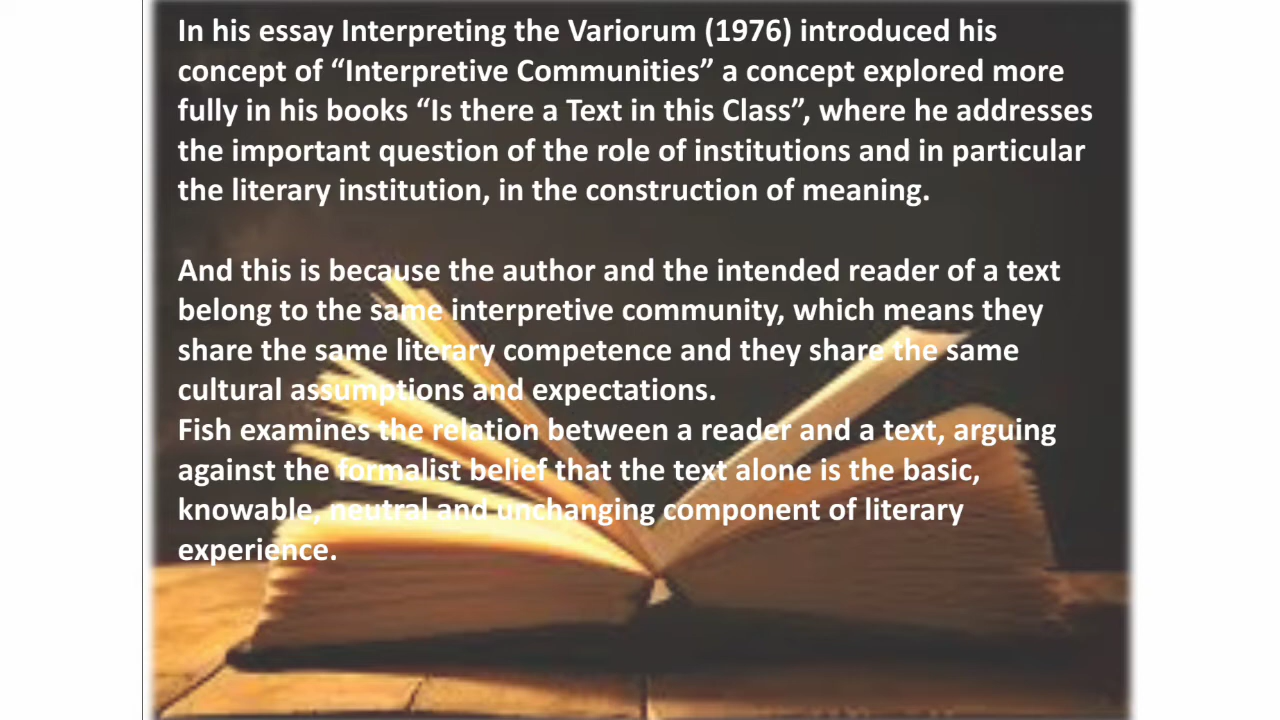 In his essay Interpreting the Variorum (1976) introduced his
concept of “Interpretive Communities” a concept explored more
fully in his books “Is there a Text in this Class”, where he addresses
the important question of the role of institutions and in particular
the literary institution, in the construction of meaning.
And this is because the author and the intended reader of a text
belong to the same interpretive community, which means they
share the same literary competence and they share the same
cultural assumptions and expectations.
Fish examines the relation between a reader and a text, arguing
against the formalist belief that the text alone is the basic,
knowable, neutral and unchanging component of literary
experience.